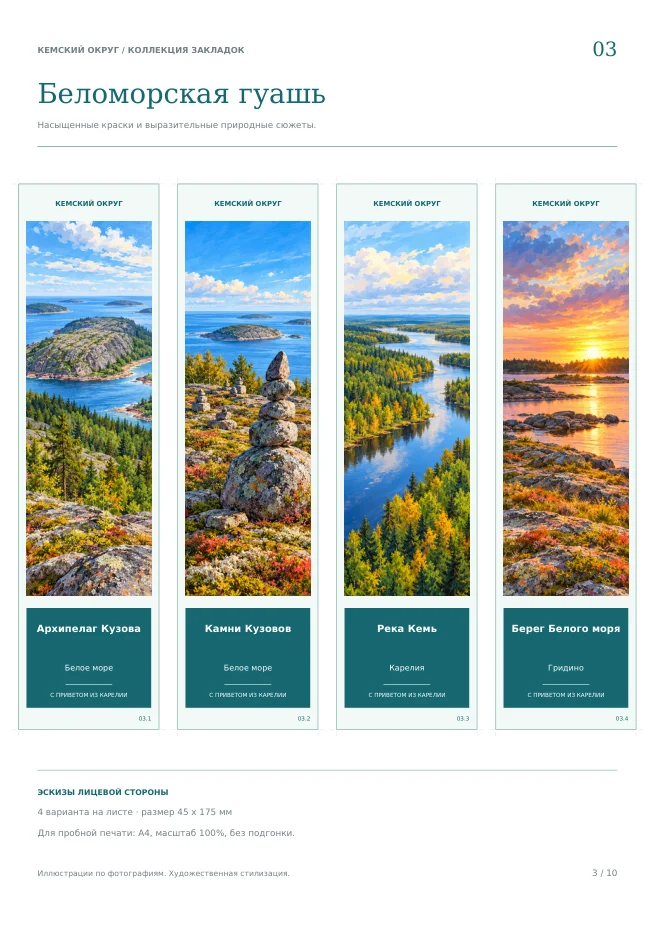 КЕМСКИЙ ОКРУГ / КОЛЛЕКЦИЯ ЗАКЛАДОК
03
Беломорская гуашь
Насыщенные краски и выразительные природные сюжеты.
КЕМСКИЙ ОКРУГ
Архипелаг Кузова
Белое море
С ПРИВЕТОМ ИЗ КАРЕЛИИ
03.1
КЕМСКИЙ ОКРУГ
Камни Кузовов
Белое море
С ПРИВЕТОМ ИЗ КАРЕЛИИ
03.2
КЕМСКИЙ ОКРУГ
Река Кемь
Карелия
С ПРИВЕТОМ ИЗ КАРЕЛИИ
03.3
КЕМСКИЙ ОКРУГ
Берег Белого моря
Гридино
С ПРИВЕТОМ ИЗ КАРЕЛИИ
03.4
ЭСКИЗЫ ЛИЦЕВОЙ СТОРОНЫ
4 варианта на листе · размер 45 x 175 мм
Для пробной печати: А4, масштаб 100%, без подгонки.
Иллюстрации по фотографиям. Художественная стилизация.
3 / 10